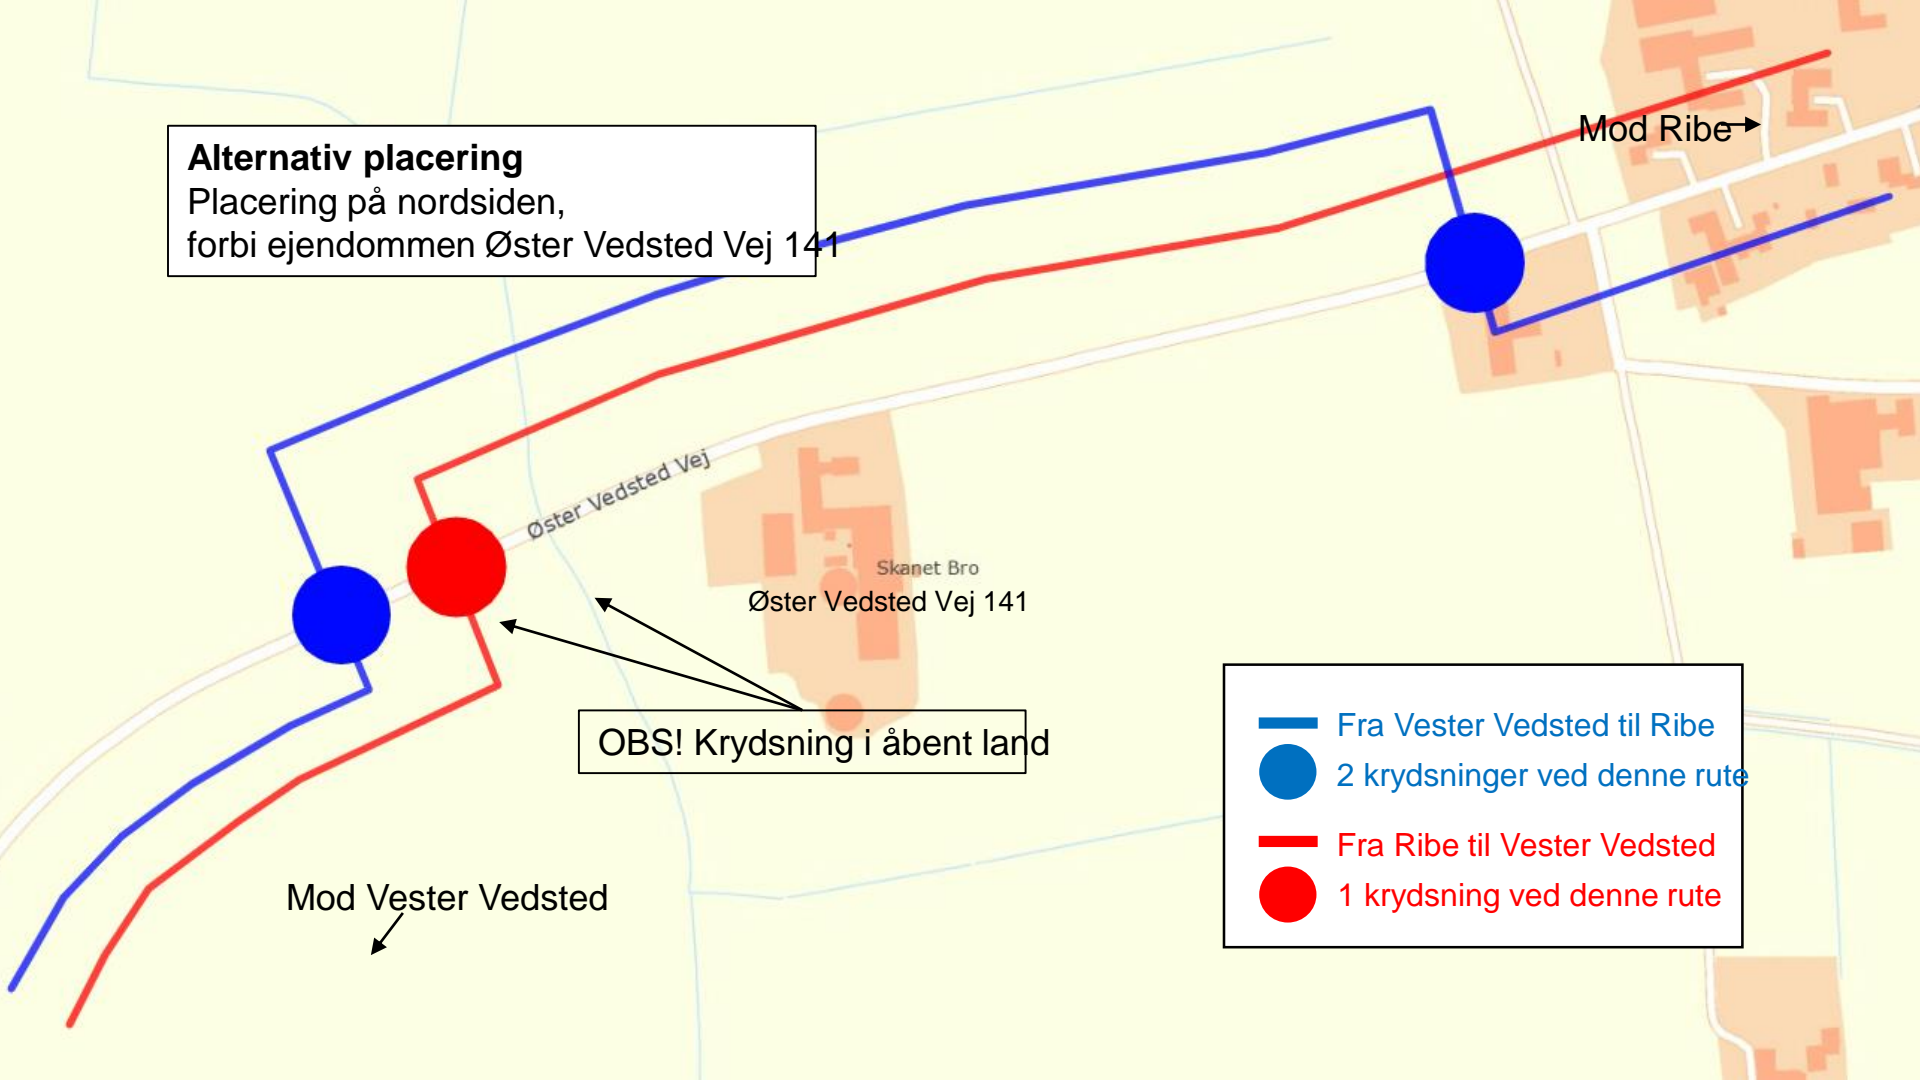 Alternativ placering
Placering på nordsiden,
forbi ejendommen Øster Vedsted Vej 141
Mod Ribe
Øster Vedsted Vej
Skanet Bro
Øster Vedsted Vej 141
OBS! Krydsning i åbent land
Fra Vester Vedsted til Ribe
2 krydsninger ved denne rute
Fra Ribe til Vester Vedsted
1 krydsning ved denne rute
Mod Vester Vedsted